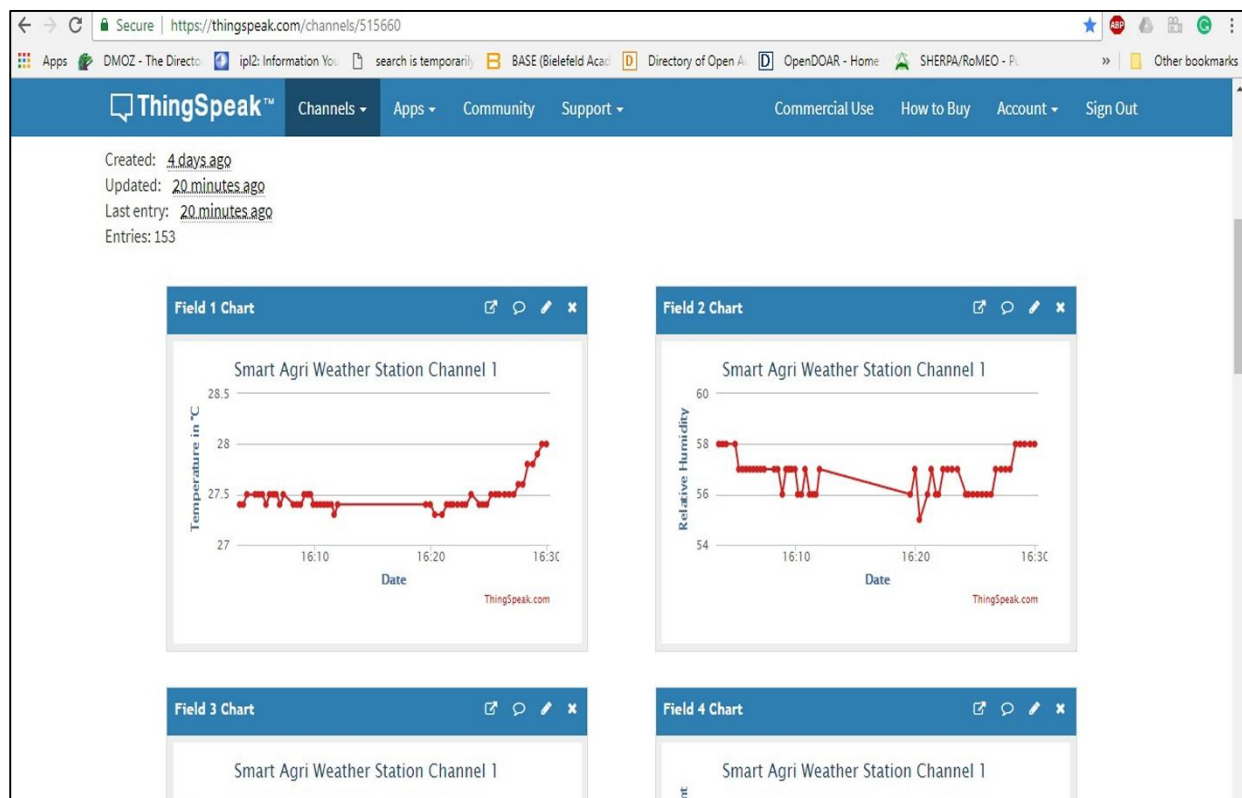 Secure | https://thingspeak.com/channels/515660
ABP
G
Apps DMOZ - The Directo ipl2: Information You search is temporarily BASE (Bielefeld Acad Directory of Open A OpenDOAR - Home SHERPA/RoMEO - Pu » Other bookmarks
ThingSpeak™ Channels Apps Community Support Commercial Use How to Buy Account Sign Out
Created: 4 days ago
Updated: 20 minutes ago
Last entry: 20 minutes ago
Entries: 153
Field 1 Chart
Smart Agri Weather Station Channel 1
Temperature in °C
28.5
28
27.5
27
16:10 16:20 16:30
Date
ThingSpeak.com
Field 2 Chart
Smart Agri Weather Station Channel 1
Relative Humidity
60
58
56
54
16:10 16:20 16:30
Date
ThingSpeak.com
Field 3 Chart
Smart Agri Weather Station Channel 1
Field 4 Chart
Smart Agri Weather Station Channel 1